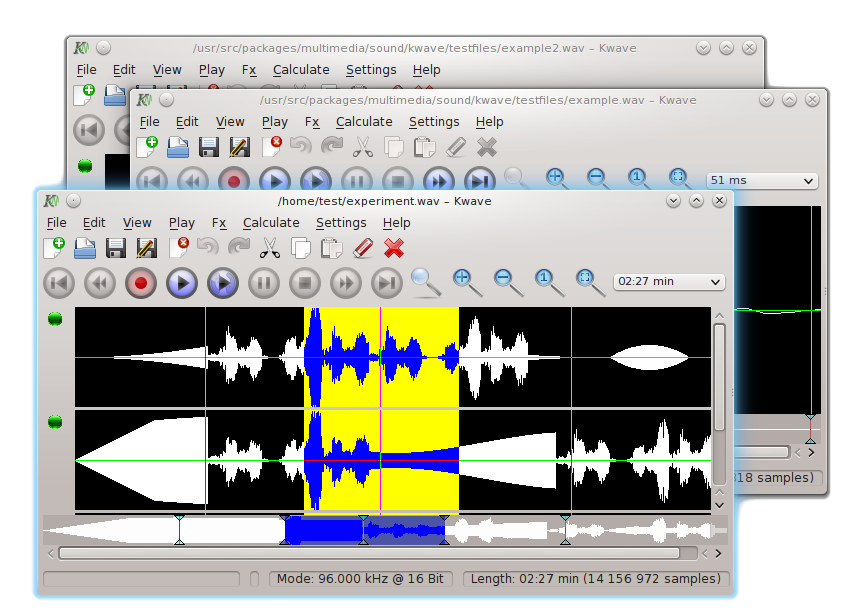 /usr/src/packages/multimedia/sound/kwave/testfiles/example2.wav – Kwave
File Edit View Play Fx Calculate Settings Help
/usr/src/packages/multimedia/sound/kwave/testfiles/example.wav – Kwave
File Edit View Play Fx Calculate Settings Help
1
51 ms
/home/test/experiment.wav – Kwave
File Edit View Play Fx Calculate Settings Help
1
02:27 min
samples)
Mode: 96.000 kHz @ 16 Bit
Length: 02:27 min (14 156 972 samples)